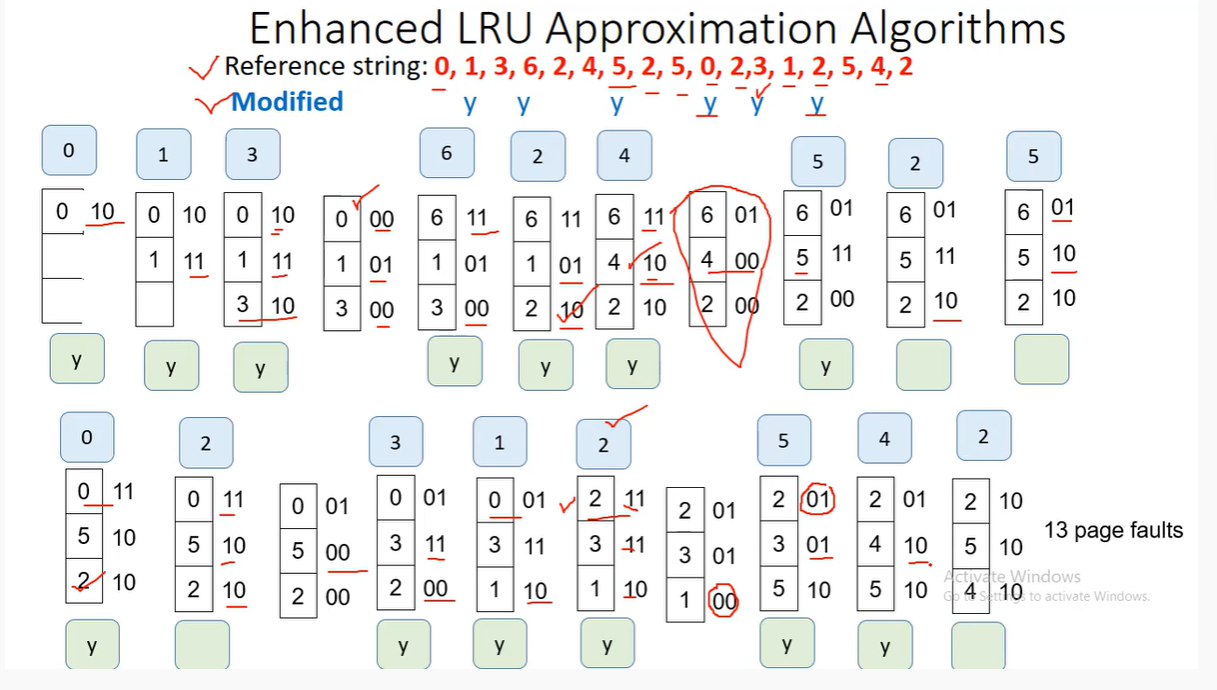 Enhanced LRU Approximation Algorithms
Reference string: 0, 1, 3, 6, 2, 4, 5, 2, 5, 0, 2,3, 1, 2, 5, 4, 2
Modified y y y y y y
0 1 3 6 2 4 5 2 5
0 10 0 10 0 10 0 00 6 11 6 11 6 11 6 01 6 01 6 01 6 01
1 11 1 11 1 01 1 01 1 01 4 10 4 00 5 11 5 11 5 10
3 10 3 00 3 00 2 10 2 10 2 00 2 00 2 10 2 10
y y y y y y y
0 2 3 1 2 5 4 2
0 11 0 11 0 01 0 01 0 01 2 11 2 01 2 01 2 01 2 10
5 10 5 10 5 00 3 11 3 11 3 11 3 01 3 01 4 10 5 10
2 10 2 10 2 00 2 00 1 10 1 10 1 00 5 10 5 10 4 10
13 page faults
y y y y y y
Activate Windows
Go to Settings to activate Windows.